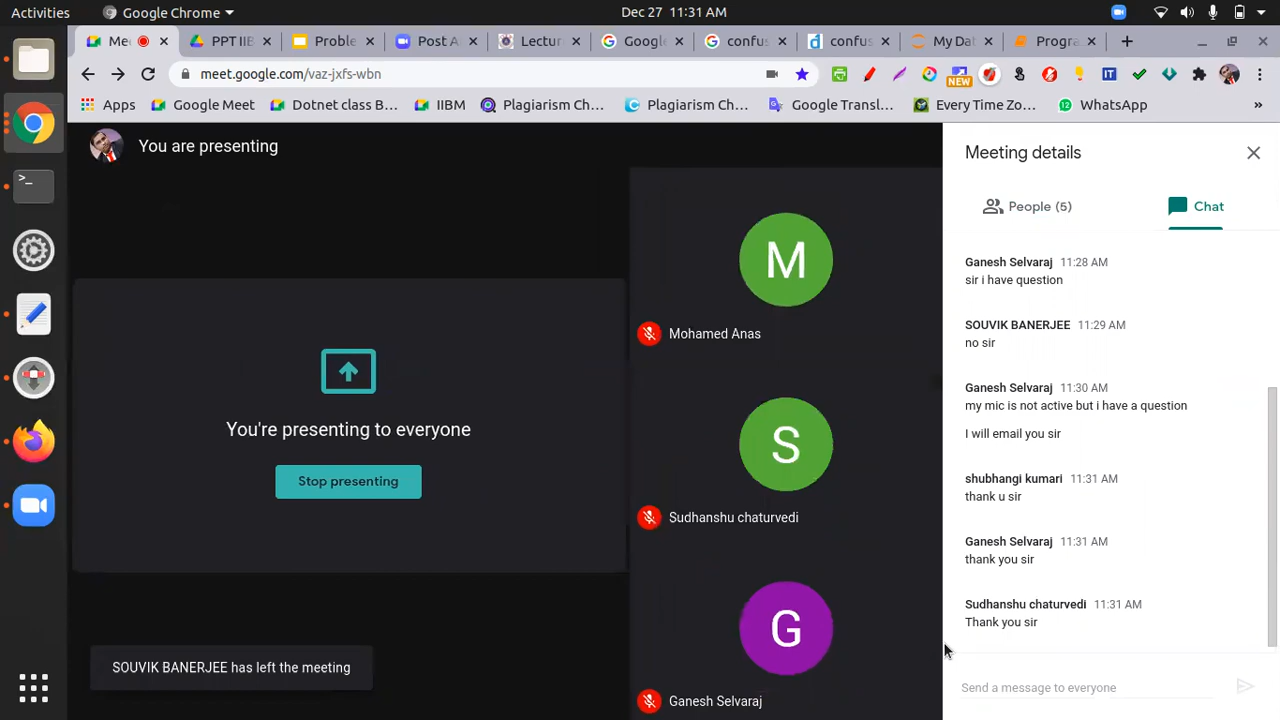 Activities
Google Chrome
Dec 27 11:31 AM
Mee
PPT IIB
Proble
Post A
Lectur
Google
confus
confus
My Dat
Progra
meet.google.com/vaz-jxfs-wbn
NEW
IT
Apps
Google Meet
Dotnet class B...
IIBM
Plagiarism Ch...
Plagiarism Ch...
Google Transl...
Every Time Zo...
12
WhatsApp
»
You are presenting
You're presenting to everyone
Stop presenting
SOUVIK BANERJEE has left the meeting
M
Mohamed Anas
S
Sudhanshu chaturvedi
G
Ganesh Selvaraj
Meeting details
People (5)
Chat
Ganesh Selvaraj 11:28 AM
sir i have question
SOUVIK BANERJEE 11:29 AM
no sir
Ganesh Selvaraj 11:30 AM
my mic is not active but i have a question
I will email you sir
shubhangi kumari 11:31 AM
thank u sir
Ganesh Selvaraj 11:31 AM
thank you sir
Sudhanshu chaturvedi 11:31 AM
Thank you sir
Send a message to everyone